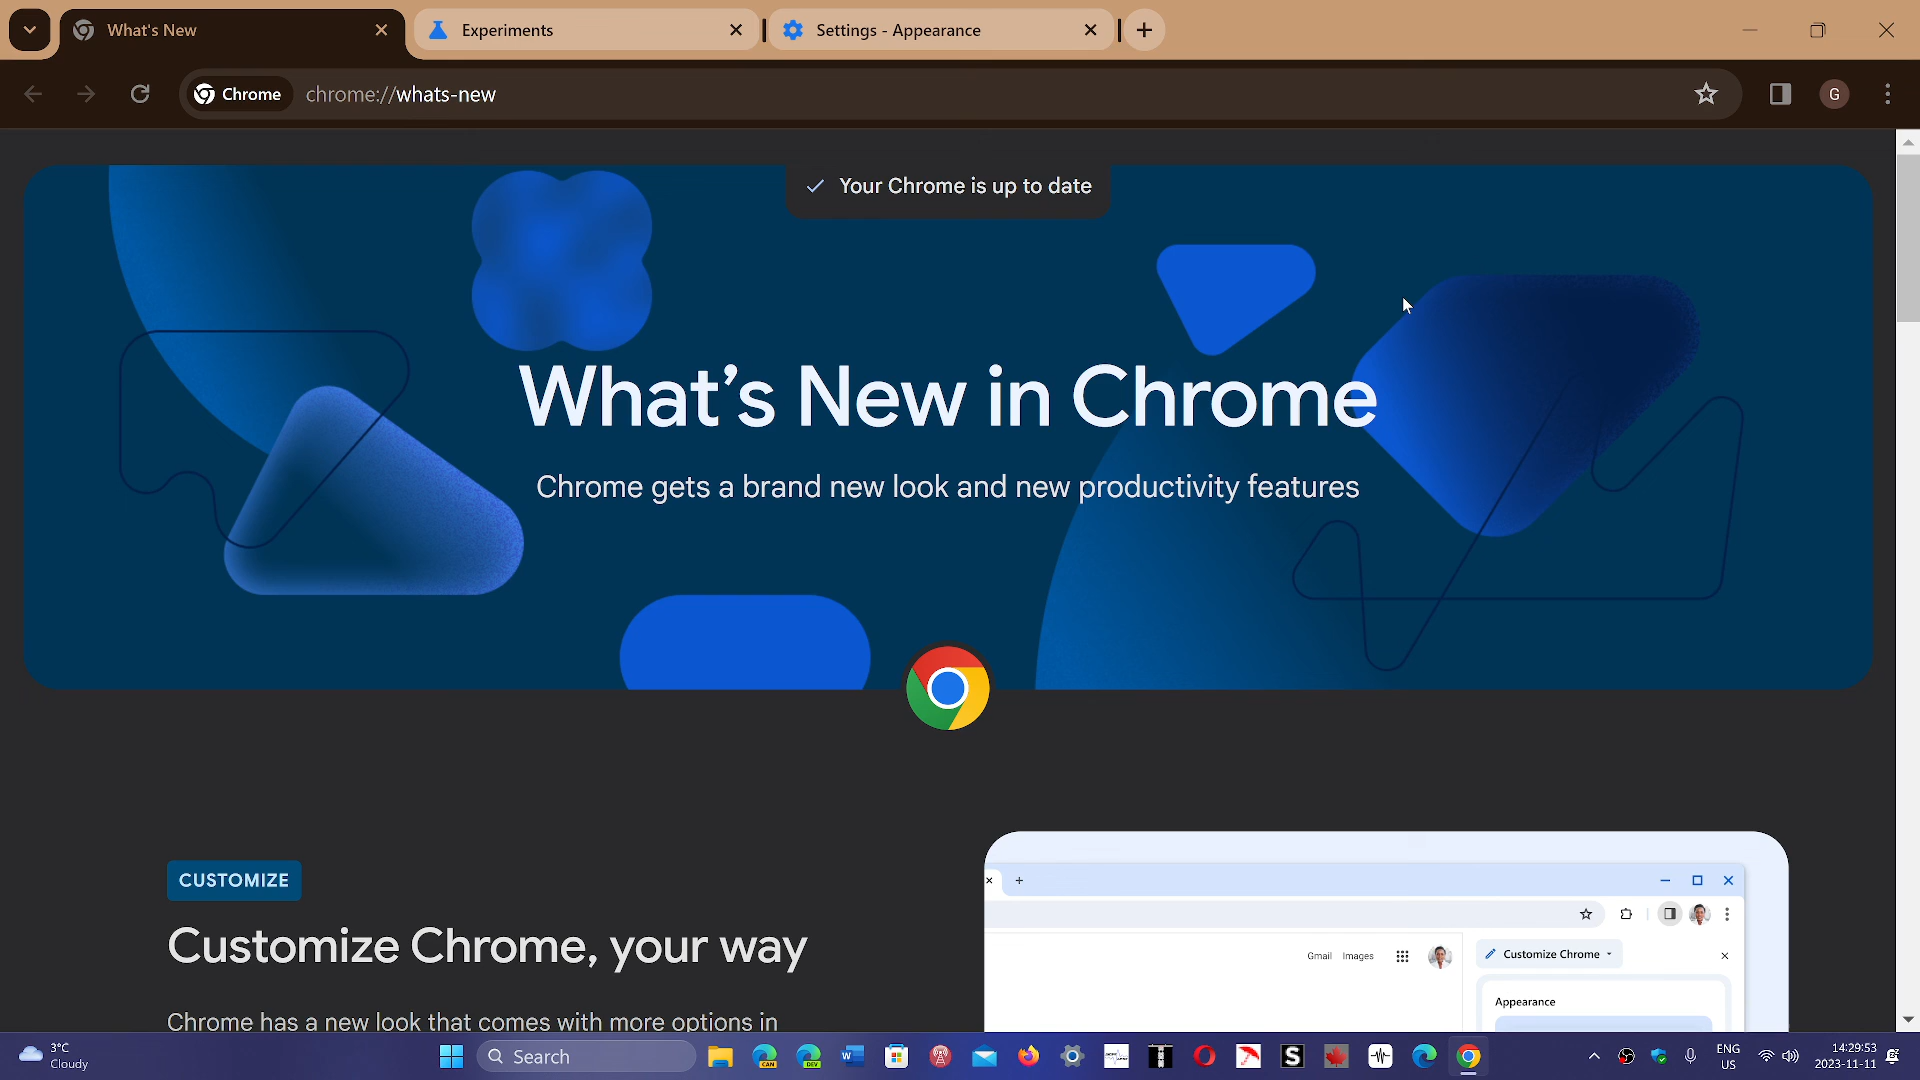 What's New
Experiments
Settings - Appearance
Chrome
chrome://whats-new
Your Chrome is up to date
What's New in Chrome
Chrome gets a brand new look and new productivity features
CUSTOMIZE
Customize Chrome, your way
Chrome has a new look that comes with more options in
Gmail Images
Customize Chrome
Appearance
3°C
Cloudy
Search
CAN
DEV
W
S
ENG
US
14:29:53
2023-11-11
G